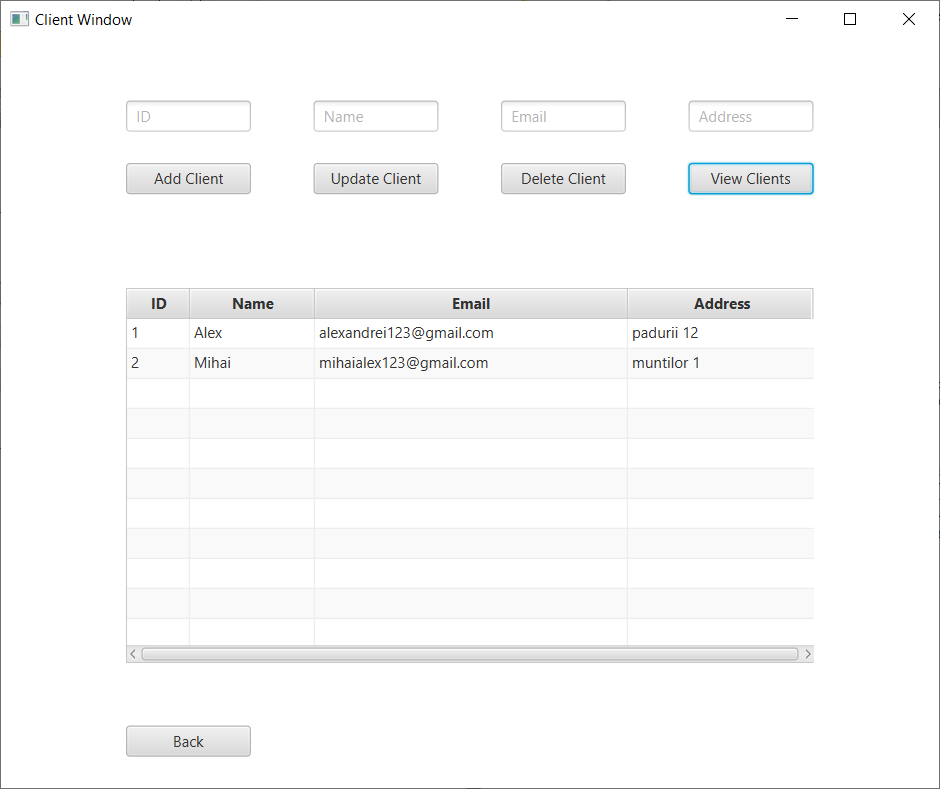 Client Window
ID Name Email Address
Add Client Update Client Delete Client View Clients
ID Name Email Address
1 Alex alexandrei123@gmail.com padurii 12
2 Mihai mihaialex123@gmail.com muntilor 1
Back